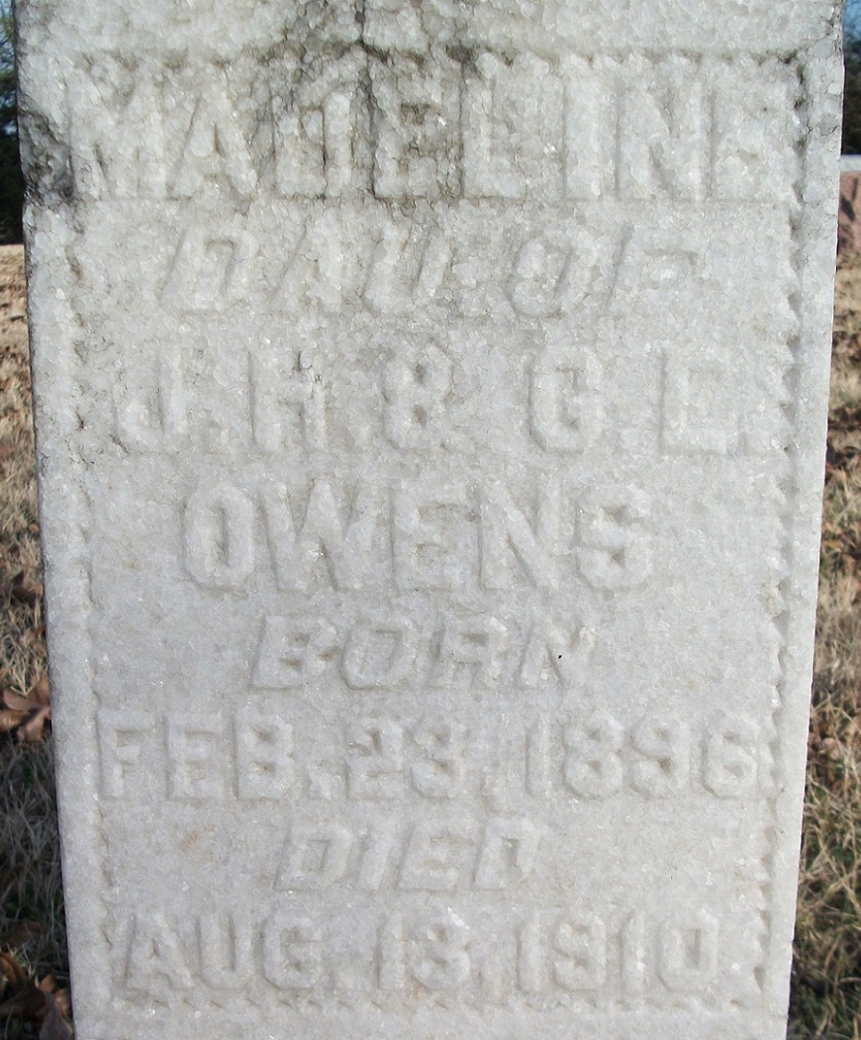 MADELINE
DAU. OF
J. H. & G. E.
OWENS
BORN
FEB. 23, 1896.
DIED
AUG. 13, 1910.